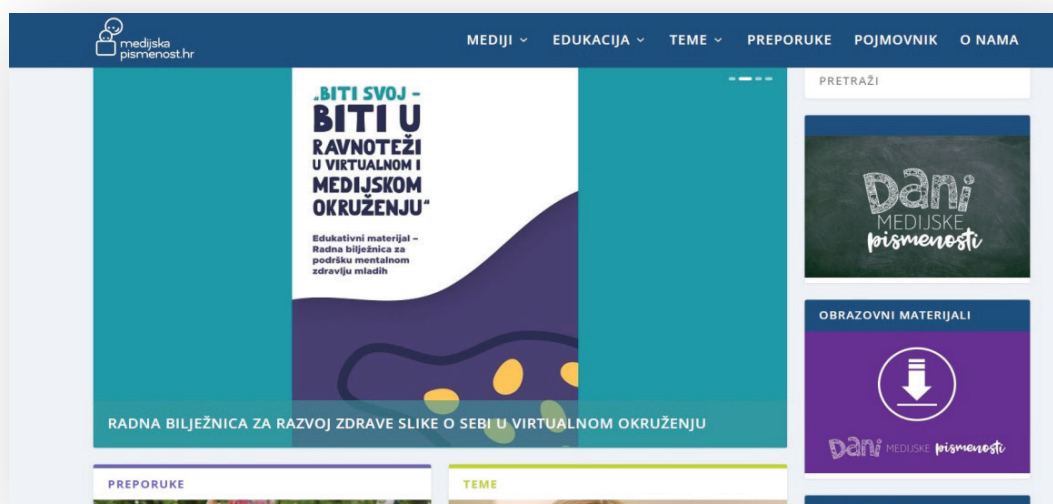 medijska
pismenost.hr
MEDIJI
EDUKACIJA
TEME
PREPORUKE
POJMOVNIK
O NAMA
„BITI SVOJ –
BITI U
RAVNOTEŽI
U VIRTUALNOM I
MEDIJSKOM
OKRUŽENJU“
Edukativni materijal –
Radna bilježnica za
podršku mentalnom
zdravlju mladih
RADNA BILJEŽNICA ZA RAZVOJ ZDRAVE SLIKE O SEBI U VIRTUALNOM OKRUŽENJU
PRETRAŽI
Dani
MEDIJSKE
pismenosti
OBRAZOVNI MATERIJALI
Dani MEDIJSKE pismenosti
PREPORUKE
TEME